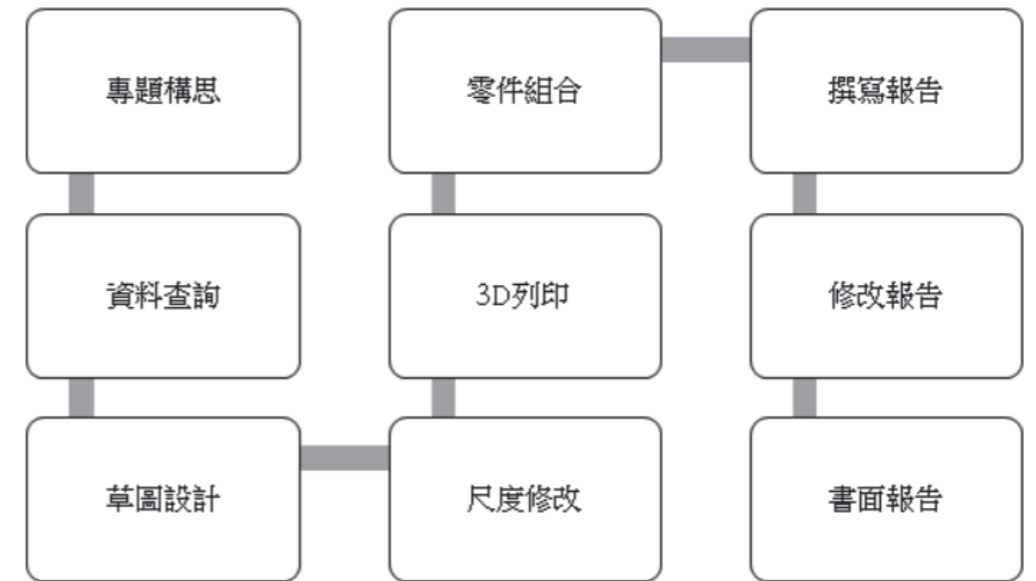 專題構思
資料查詢
草圖設計
尺度修改
3D列印
零件組合
撰寫報告
修改報告
書面報告